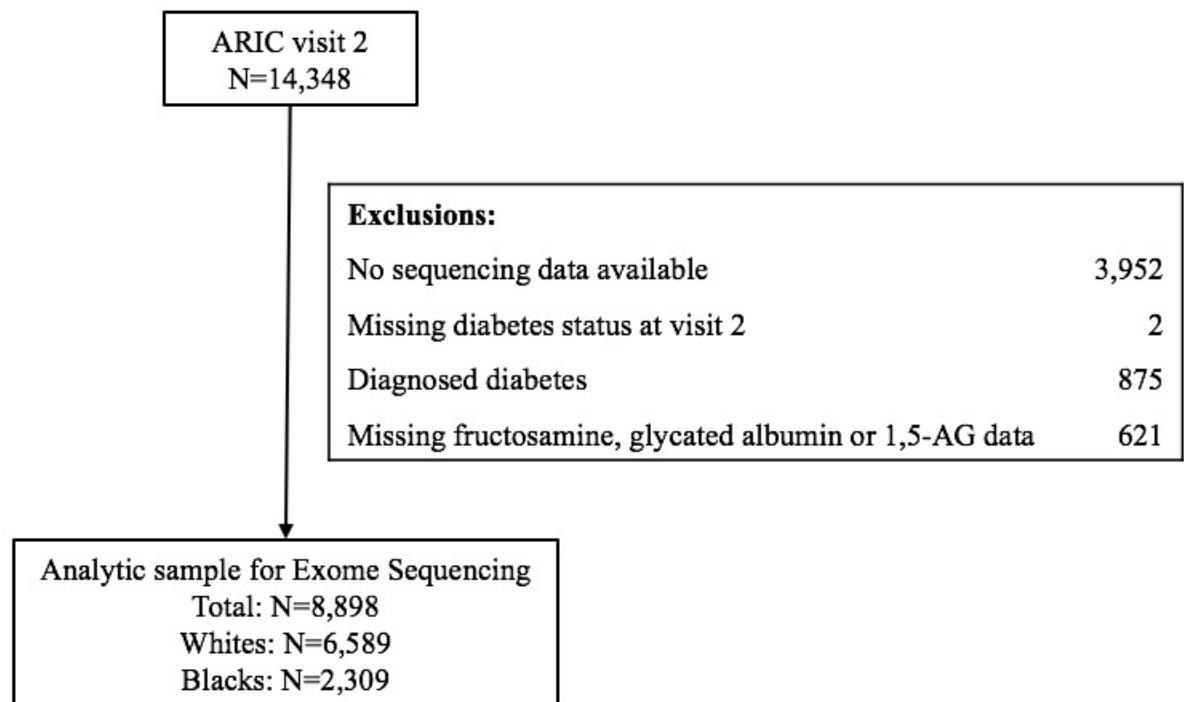 ARIC visit 2
N=14,348
Exclusions:
No sequencing data available 3,952
Missing diabetes status at visit 2 2
Diagnosed diabetes 875
Missing fructosamine, glycated albumin or 1,5-AG data 621
Analytic sample for Exome Sequencing
Total: N=8,898
Whites: N=6,589
Blacks: N=2,309